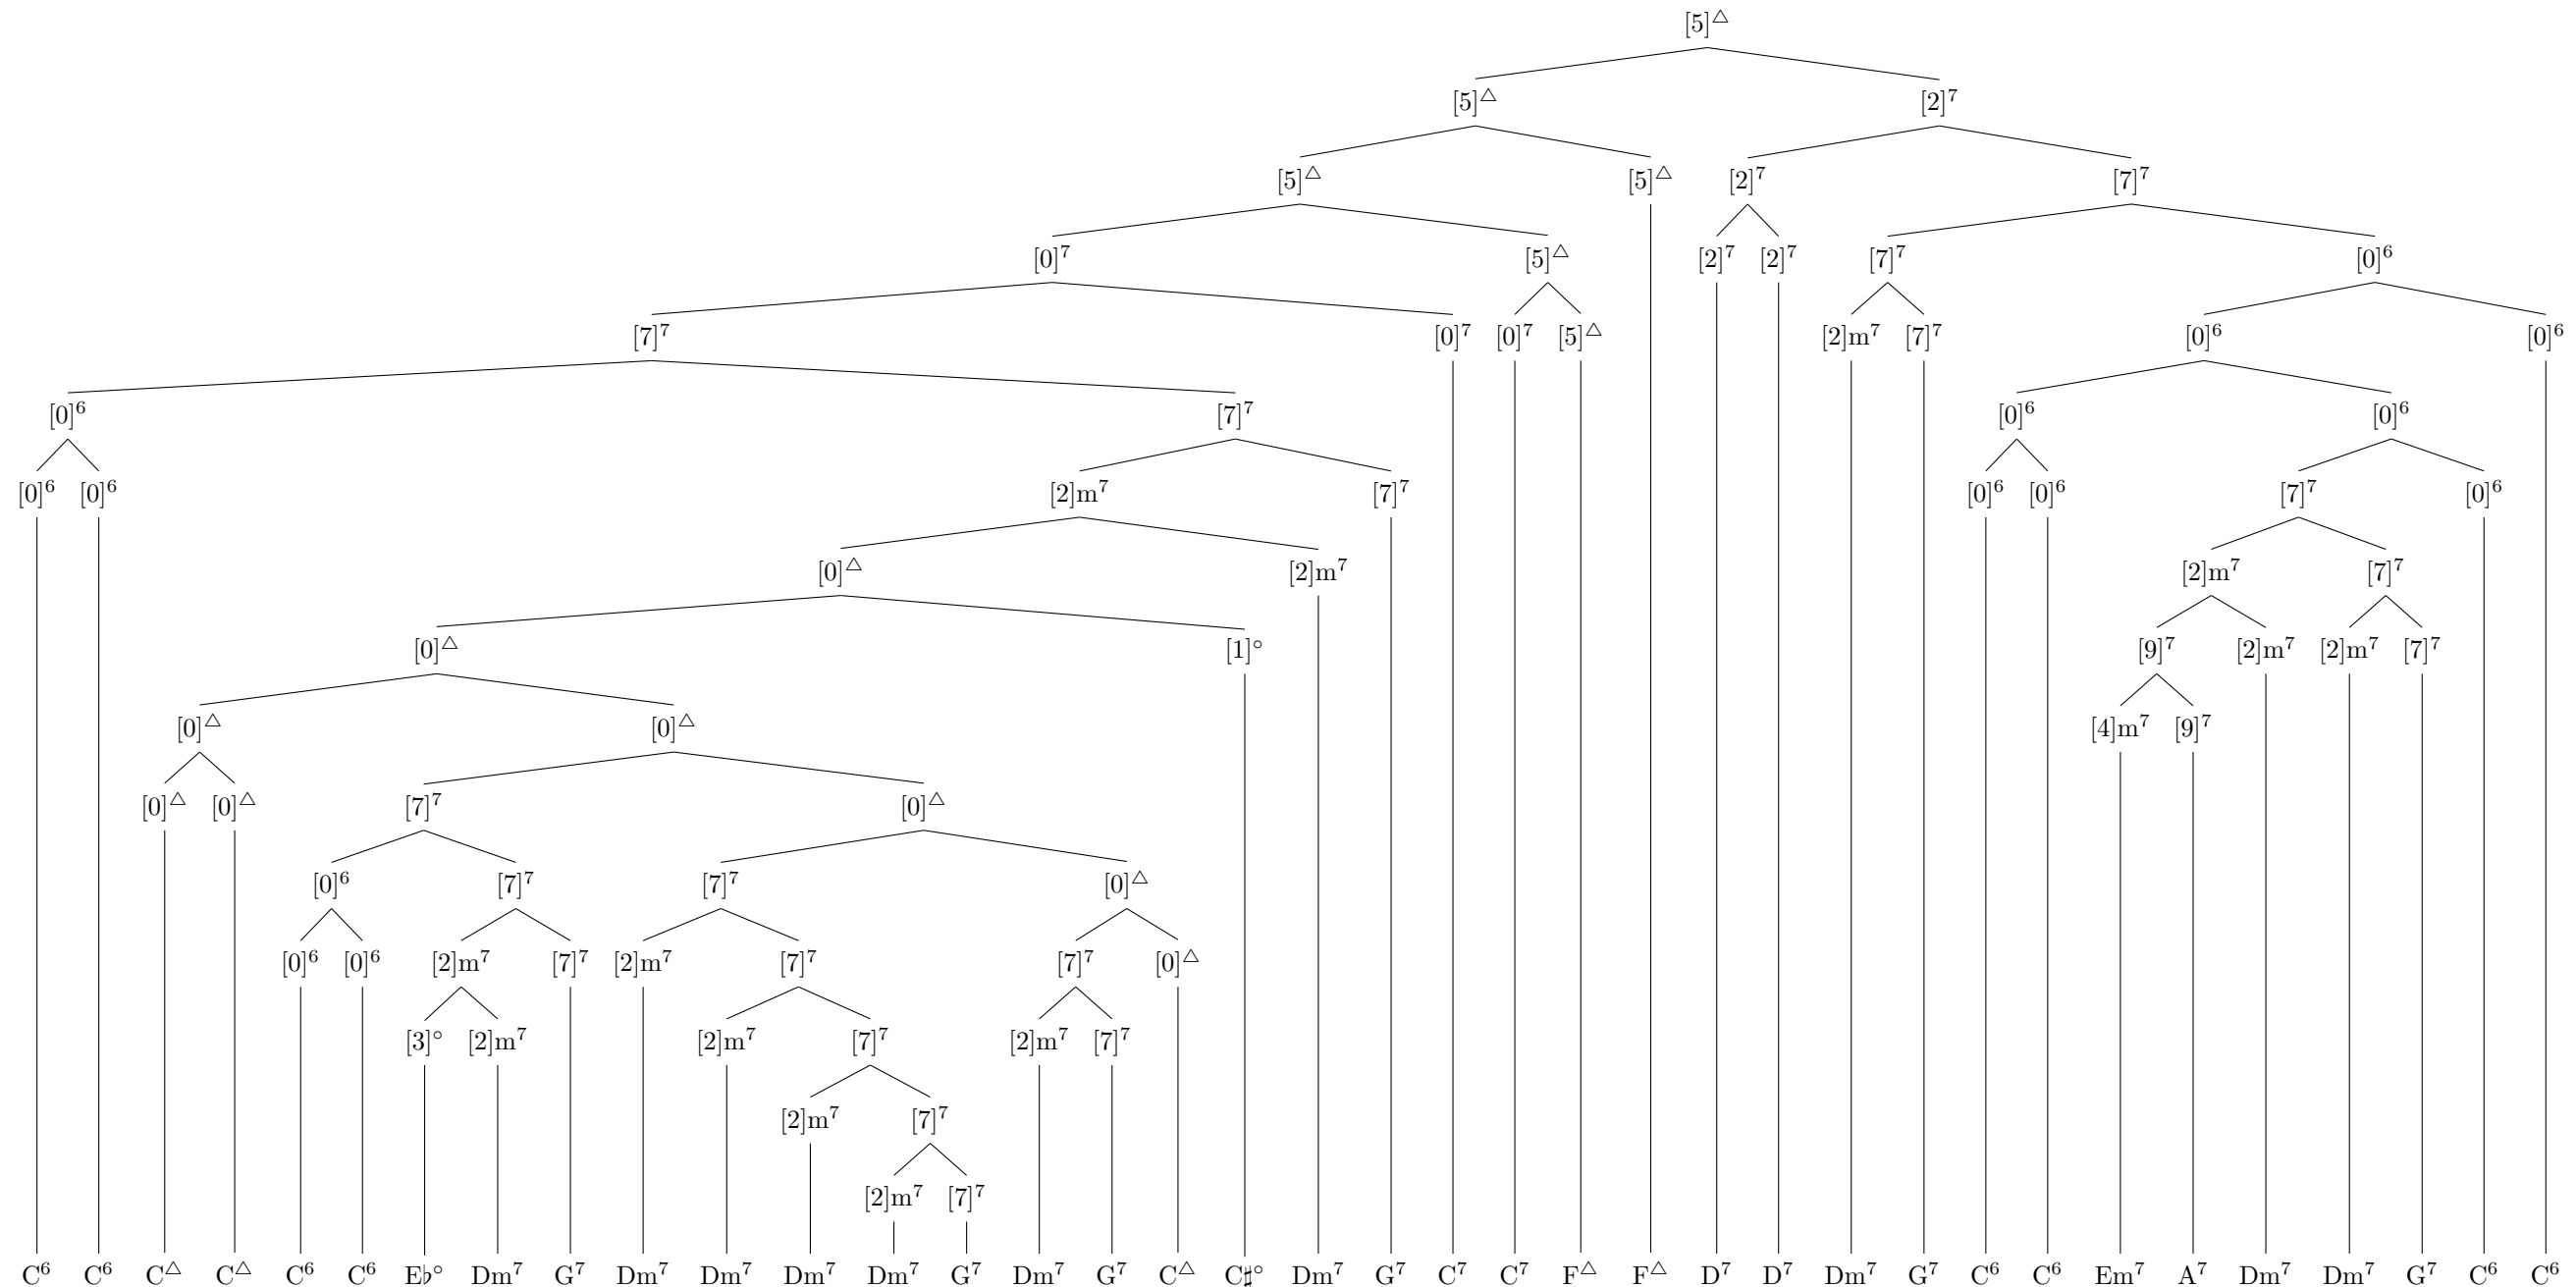 [5]△
[5]△ [2]⁷
[5]△ [5]△ [2]⁷ [7]⁷
[0]⁷ [5]△ [2]⁷ [2]⁷ [7]⁷ [0]⁶
[7]⁷ [0]⁷ [0]⁷ [5]△ [2]m⁷ [7]⁷ [0]⁶ [0]⁶
[0]⁶ [7]⁷ [0]⁶ [0]⁶
[0]⁶ [0]⁶ [2]m⁷ [7]⁷ [0]⁶ [0]⁶ [7]⁷ [0]⁶
[0]△ [2]m⁷ [2]m⁷ [7]⁷
[0]△ [1]° [9]⁷ [2]m⁷ [2]m⁷ [7]⁷
[0]△ [0]△ [4]m⁷ [9]⁷
[0]△ [0]△ [7]⁷ [0]△
[0]⁶ [7]⁷ [7]⁷ [0]△
[0]⁶ [0]⁶ [2]m⁷ [7]⁷ [2]m⁷ [7]⁷ [7]⁷ [0]△
[3]° [2]m⁷ [2]m⁷ [7]⁷ [2]m⁷ [7]⁷
[2]m⁷ [7]⁷
[2]m⁷ [7]⁷
C⁶ C⁶ C△ C△ C⁶ C⁶ E♭° Dm⁷ G⁷ Dm⁷ Dm⁷ Dm⁷ Dm⁷ G⁷ Dm⁷ G⁷ C△ C♯° Dm⁷ G⁷ C⁷ C⁷ F△ F△ D⁷ D⁷ Dm⁷ G⁷ C⁶ C⁶ Em⁷ A⁷ Dm⁷ Dm⁷ G⁷ C⁶ C⁶